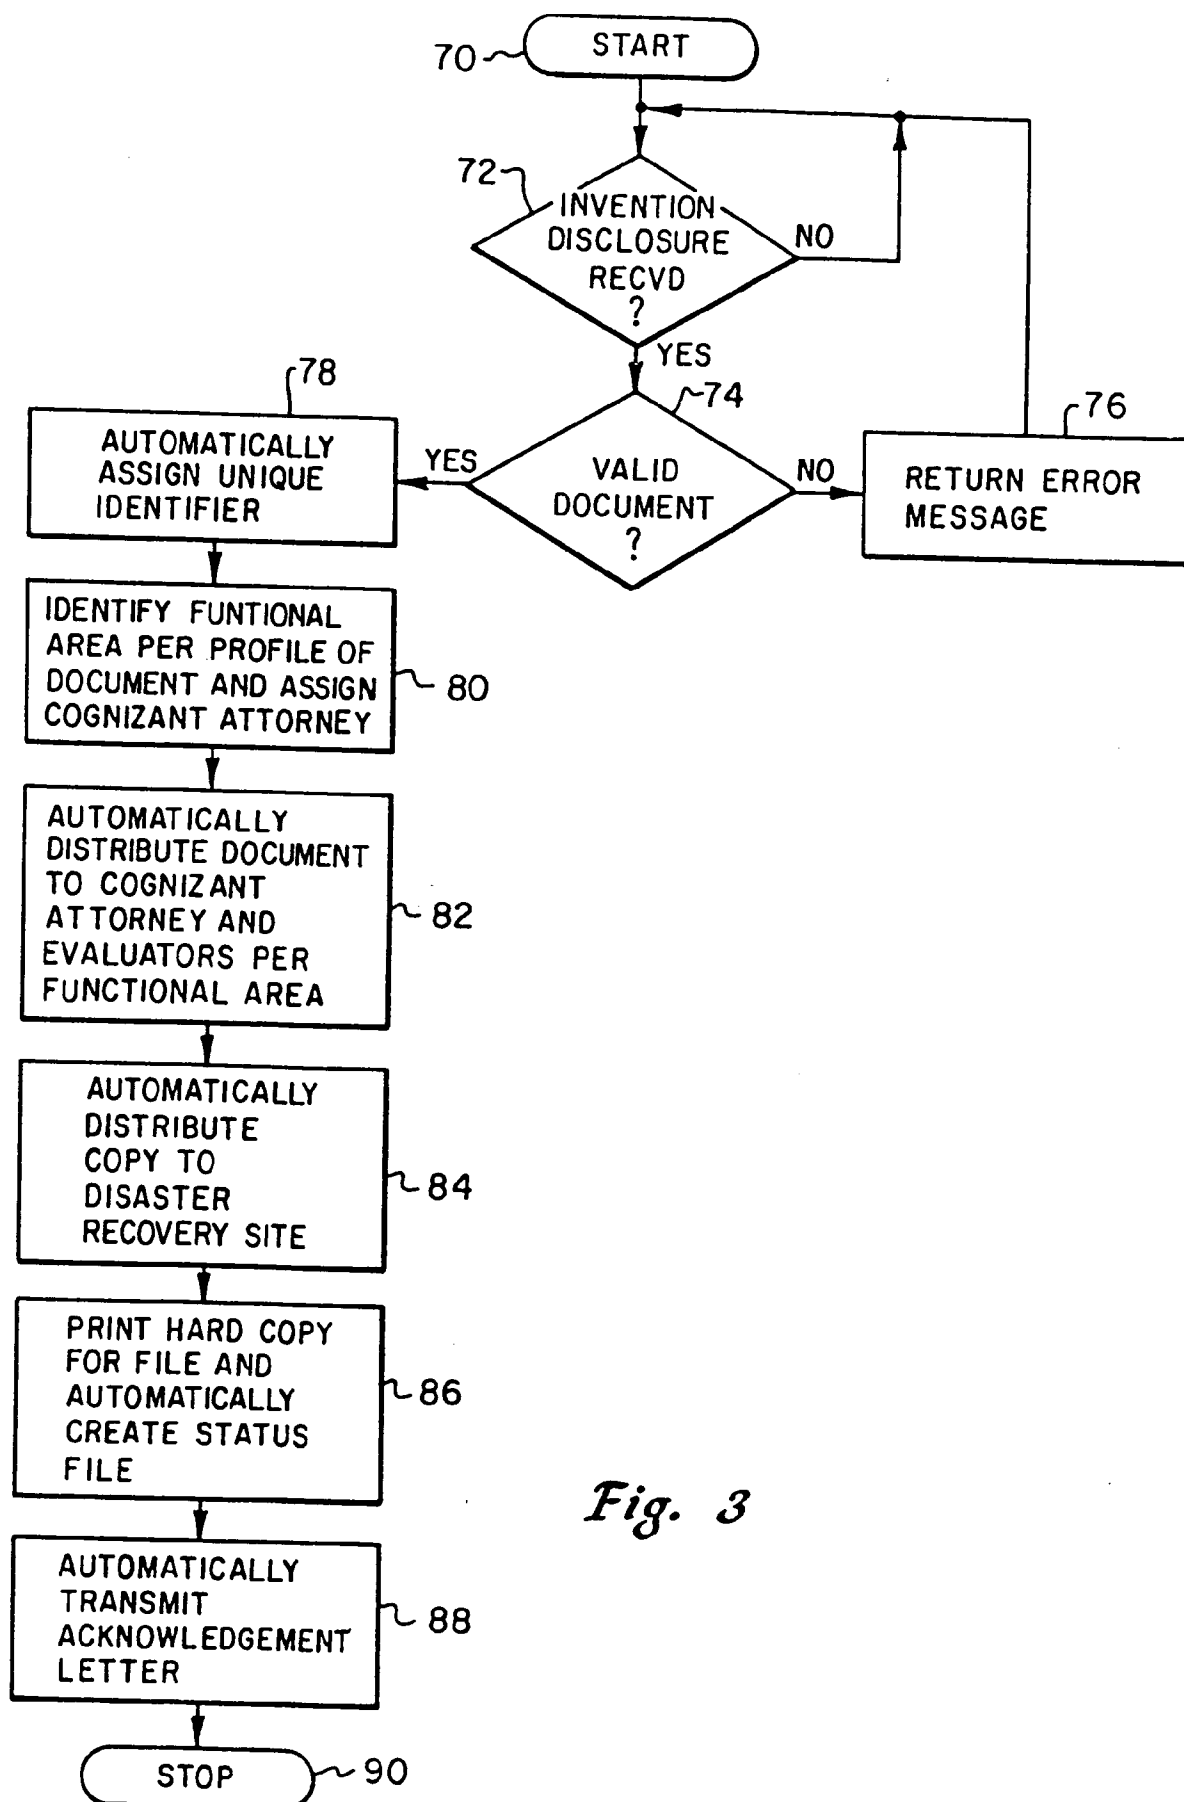 START
70
72
INVENTION
DISCLOSURE
RECVD
?
NO
YES
74
VALID
DOCUMENT
?
NO
YES
76
RETURN ERROR
MESSAGE
78
AUTOMATICALLY
ASSIGN UNIQUE
IDENTIFIER
IDENTIFY FUNTIONAL
AREA PER PROFILE OF
DOCUMENT AND ASSIGN
COGNIZANT ATTORNEY
80
AUTOMATICALLY
DISTRIBUTE DOCUMENT
TO COGNIZANT
ATTORNEY AND
EVALUATORS PER
FUNCTIONAL AREA
82
AUTOMATICALLY
DISTRIBUTE
COPY TO
DISASTER
RECOVERY SITE
84
PRINT HARD COPY
FOR FILE AND
AUTOMATICALLY
CREATE STATUS
FILE
86
AUTOMATICALLY
TRANSMIT
ACKNOWLEDGEMENT
LETTER
88
STOP
90
Fig. 3